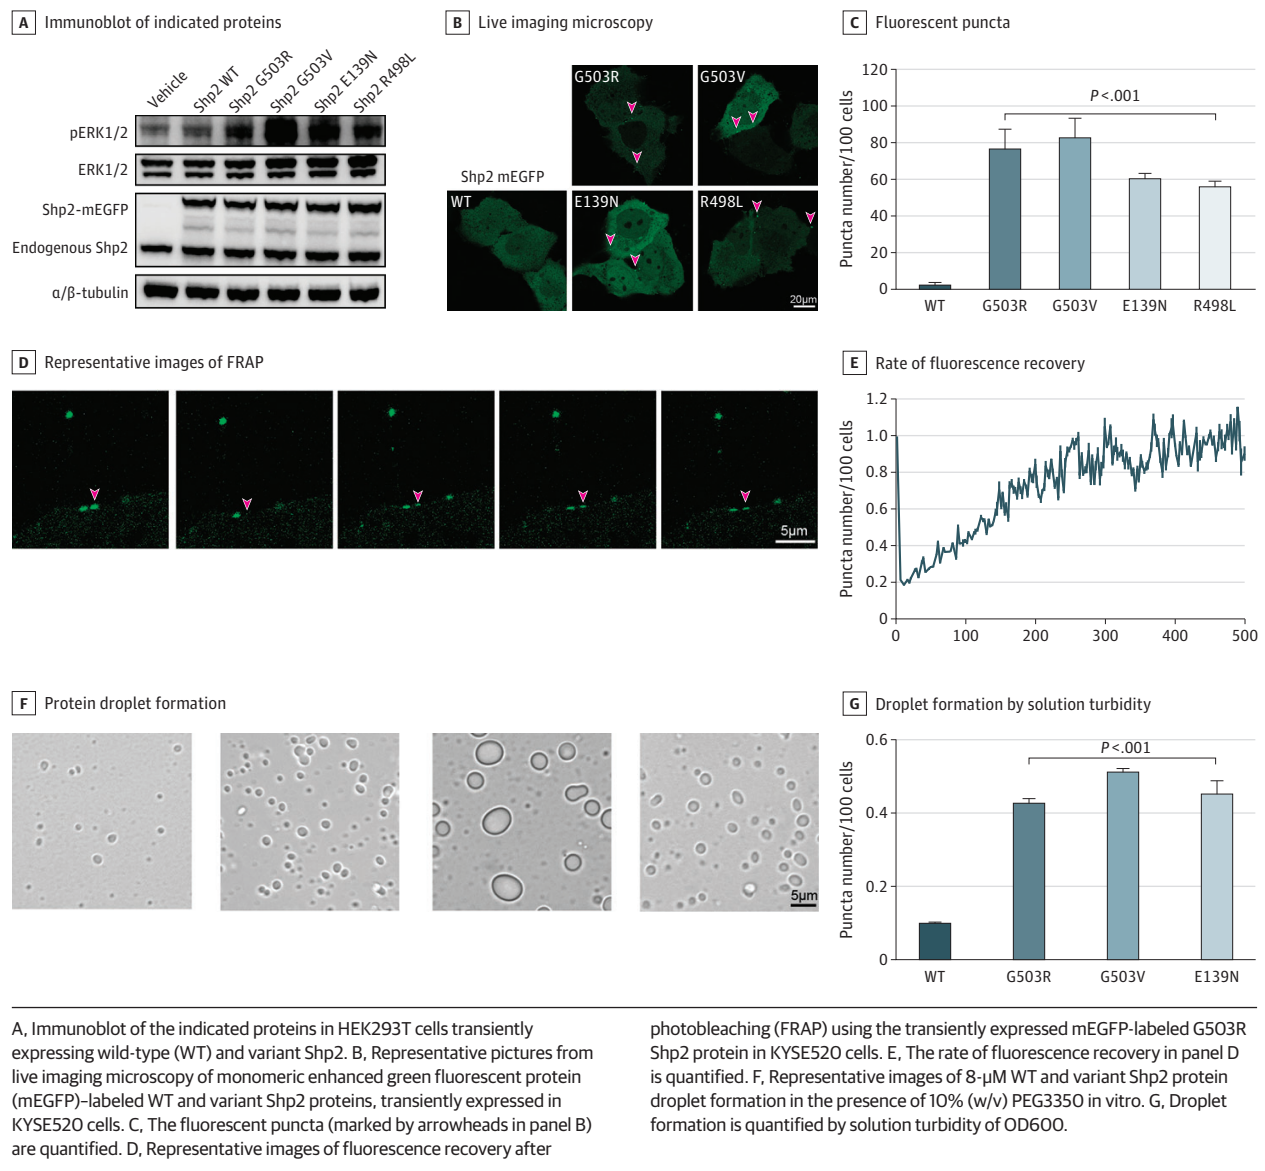 A Immunoblot of indicated proteins
Vehicle
Shp2 WT
Shp2 G503R
Shp2 G503V
Shp2 E139N
Shp2 R498L
pERK1/2
ERK1/2
Shp2-mEGFP
Endogenous Shp2
α/β-tubulin
B Live imaging microscopy
Shp2 mEGFP
G503R
G503V
WT
E139N
R498L
20µm
C Fluorescent puncta
Puncta number/100 cells
120
100
80
60
40
20
0
P <.001
WT G503R G503V E139N R498L
D Representative images of FRAP
5µm
E Rate of fluorescence recovery
Puncta number/100 cells
1.2
1.0
0.8
0.6
0.4
0.2
0
0 100 200 300 400 500
F Protein droplet formation
5µm
G Droplet formation by solution turbidity
Puncta number/100 cells
0.6
0.4
0.2
0
P <.001
WT G503R G503V E139N
A, Immunoblot of the indicated proteins in HEK293T cells transiently
expressing wild-type (WT) and variant Shp2. B, Representative pictures from
live imaging microscopy of monomeric enhanced green fluorescent protein
(mEGFP)–labeled WT and variant Shp2 proteins, transiently expressed in
KYSE520 cells. C, The fluorescent puncta (marked by arrowheads in panel B)
are quantified. D, Representative images of fluorescence recovery after
photobleaching (FRAP) using the transiently expressed mEGFP-labeled G503R
Shp2 protein in KYSE520 cells. E, The rate of fluorescence recovery in panel D
is quantified. F, Representative images of 8-µM WT and variant Shp2 protein
droplet formation in the presence of 10% (w/v) PEG3350 in vitro. G, Droplet
formation is quantified by solution turbidity of OD600.